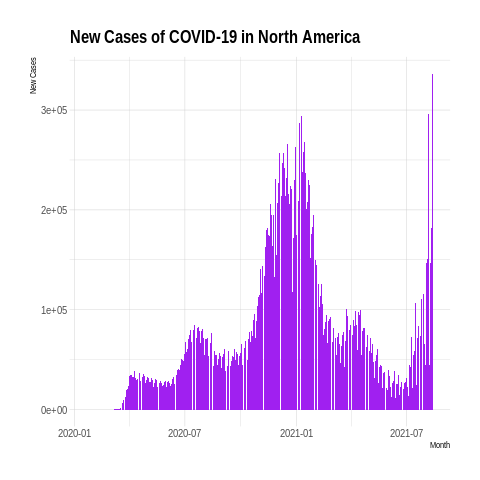 New Cases of COVID-19 in North America
New Cases
3e+05
2e+05
1e+05
0e+00
2020-01 2020-07 2021-01 2021-07
Month